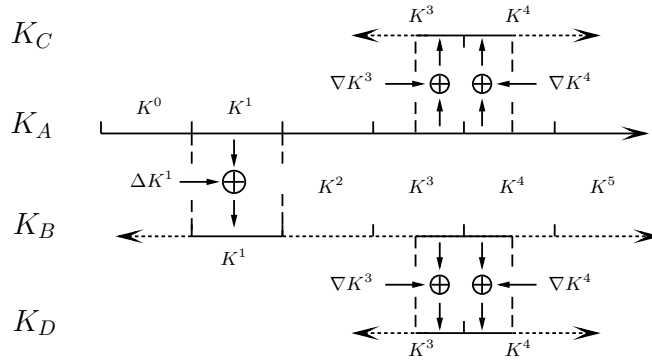 K_C K^3 K^4
∇K^3 ∇K^4
K^0 K^1
K_A
ΔK^1 K^2 K^3 K^4 K^5
K_B
K^1
∇K^3 ∇K^4
K_D
K^3 K^4